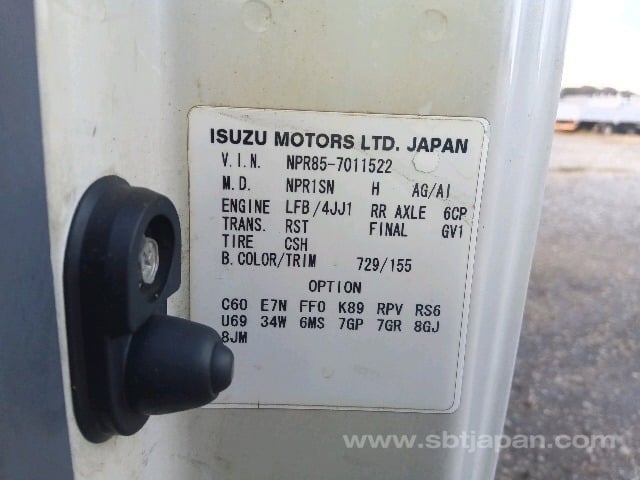 ISUZU MOTORS LTD. JAPAN
V.I.N. NPR85-7011522
M.D. NPR1SN H AG/AI
ENGINE LFB/4JJ1 RR AXLE 6CP
TRANS. RST FINAL GV1
TIRE CSH
B.COLOR/TRIM 729/155
OPTION
C60 E7N FF0 K89 RPV RS6
U69 34W 6MS 7GP 7GR 8GJ
8JM
www.sbtjapan.com